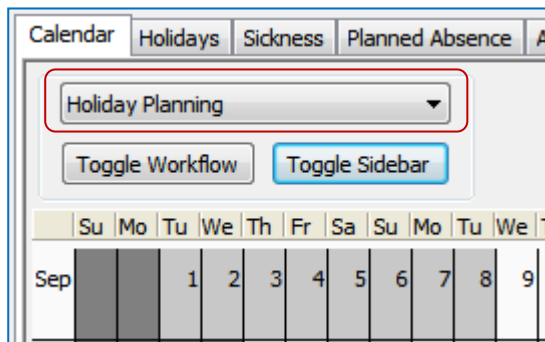 Calendar Holidays Sickness Planned Absence
Holiday Planning
Toggle Workflow Toggle Sidebar
Su Mo Tu We Th Fr Sa Su Mo Tu We
Sep 1 2 3 4 5 6 7 8 9